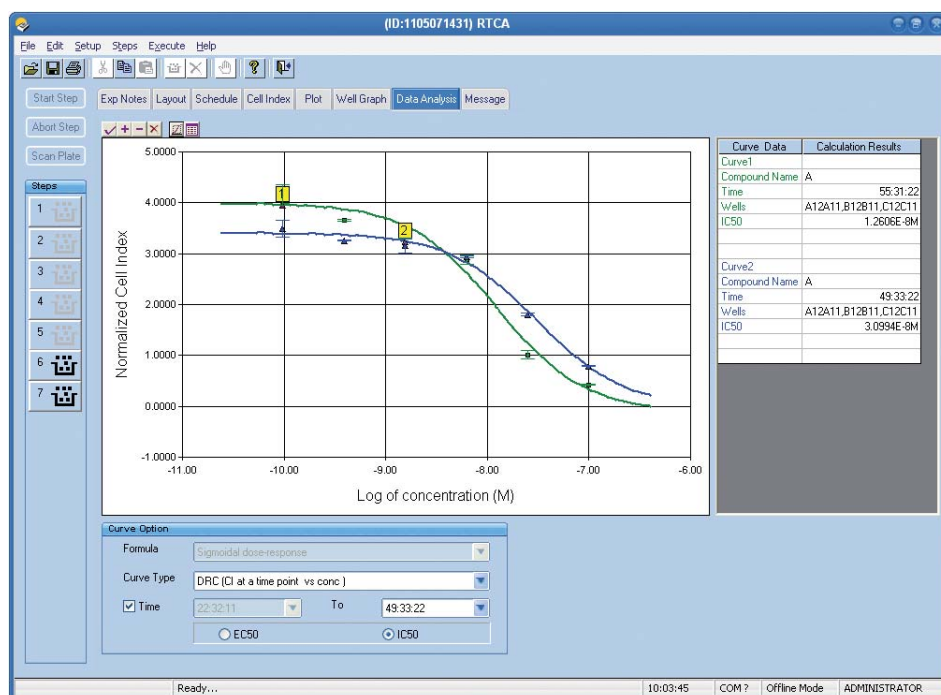 (ID:1105071431) RTCA
File Edit Setup Steps Execute Help
Start Step
Abort Step
Scan Plate
Steps
1
2
3
4
5
6
7
Exp Notes Layout Schedule Cell Index Plot Well Graph Data Analysis Message
5.0000
4.0000
3.0000
2.0000
1.0000
0.0000
-1.0000
Normalized Cell Index
1
2
-11.00 -10.00 -9.00 -8.00 -7.00 -6.00
Log of concentration (M)
Curve Data Calculation Results
Curve1
Compound Name A
Time 55:31:22
Wells A12A11,B12B11,C12C11
IC50 1.2606E-8M
Curve2
Compound Name A
Time 49:33:22
Wells A12A11,B12B11,C12C11
IC50 3.0994E-8M
Curve Option
Formula Sigmoidal dose-response
Curve Type DRC (CI at a time point vs conc )
Time 22:32:11 To 49:33:22
EC50 IC50
Ready... 10:03:45 COM ? Offline Mode ADMINISTRATOR